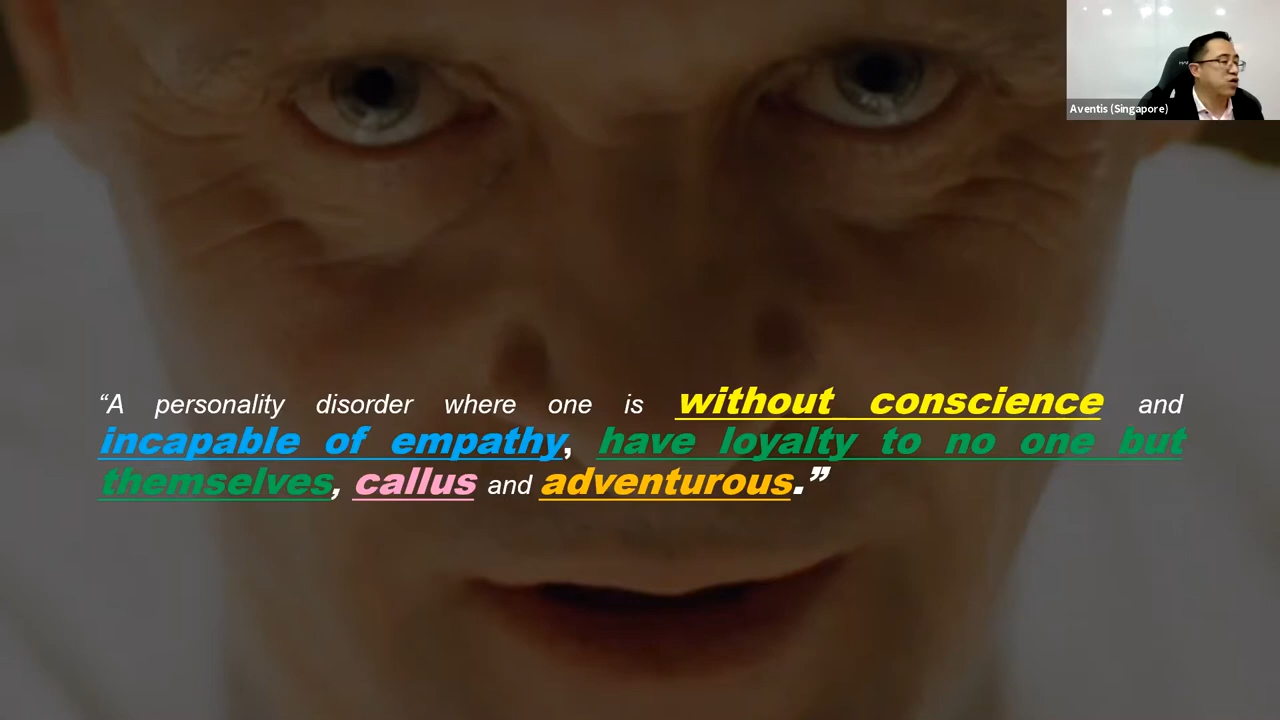 Aventis (Singapore)
“A personality disorder where one is without conscience and
incapable of empathy, have loyalty to no one but
themselves, callus and adventurous.”